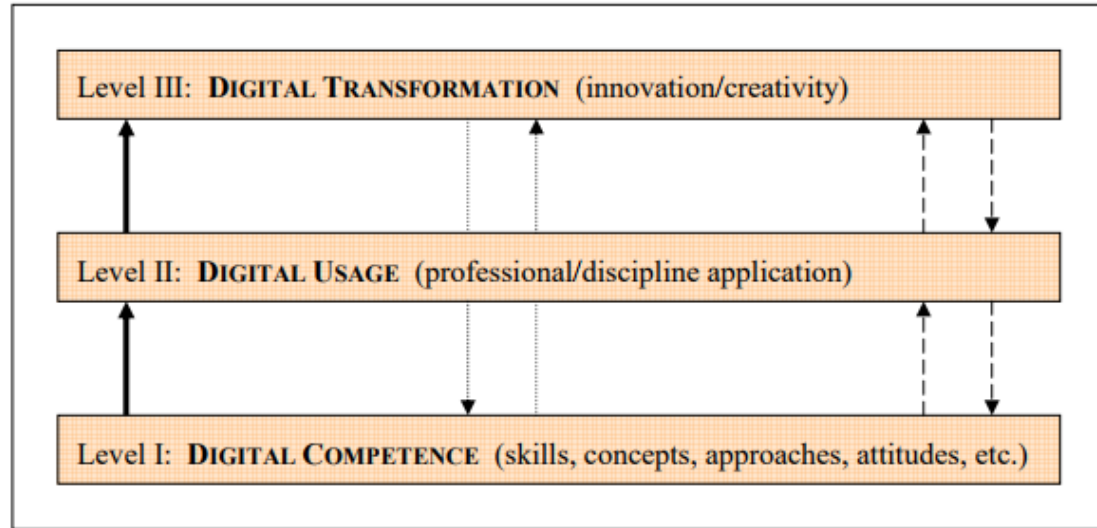 Level III: DIGITAL TRANSFORMATION (innovation/creativity)
Level II: DIGITAL USAGE (professional/discipline application)
Level I: DIGITAL COMPETENCE (skills, concepts, approaches, attitudes, etc.)